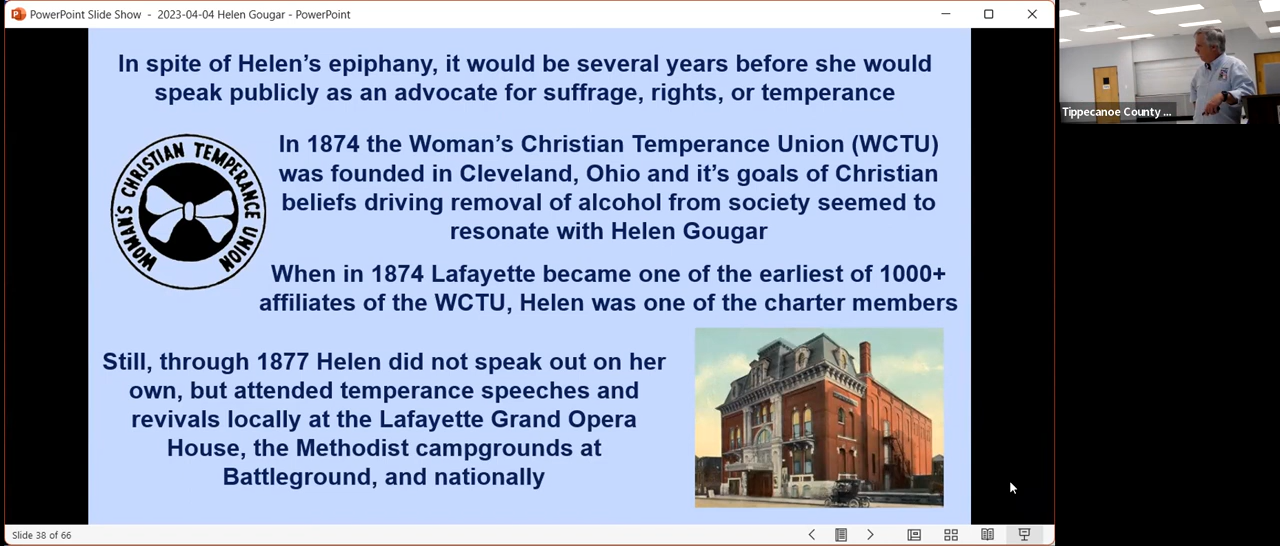 PowerPoint Slide Show - 2023-04-04 Helen Gougar - PowerPoint
In spite of Helen's epiphany, it would be several years before she would
speak publicly as an advocate for suffrage, rights, or temperance
WOMAN'S CHRISTIAN TEMPERANCE UNION
In 1874 the Woman's Christian Temperance Union (WCTU)
was founded in Cleveland, Ohio and it's goals of Christian
beliefs driving removal of alcohol from society seemed to
resonate with Helen Gougar
When in 1874 Lafayette became one of the earliest of 1000+
affiliates of the WCTU, Helen was one of the charter members
Still, through 1877 Helen did not speak out on her
own, but attended temperance speeches and
revivals locally at the Lafayette Grand Opera
House, the Methodist campgrounds at
Battleground, and nationally
Slide 38 of 66
Tippecanoe County ...